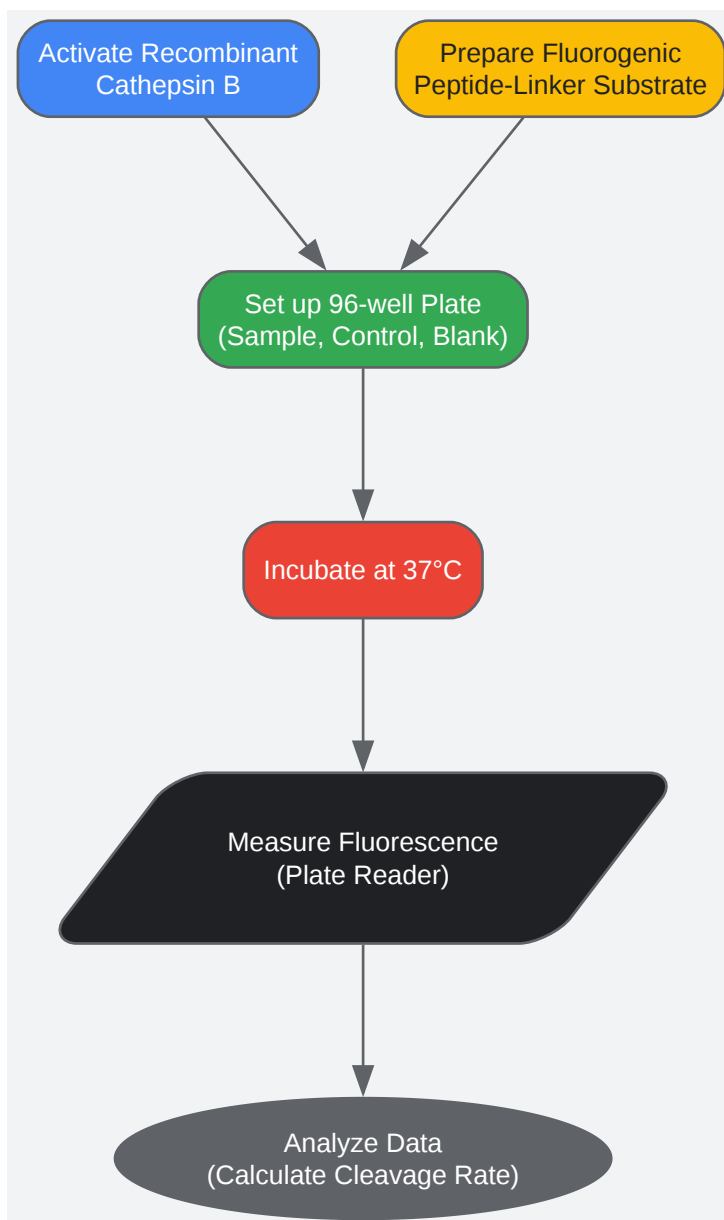 Activate Recombinant
Cathepsin B
Prepare Fluorogenic
Peptide-Linker Substrate
Set up 96-well Plate
(Sample, Control, Blank)
Incubate at 37°C
Measure Fluorescence
(Plate Reader)
Analyze Data
(Calculate Cleavage Rate)